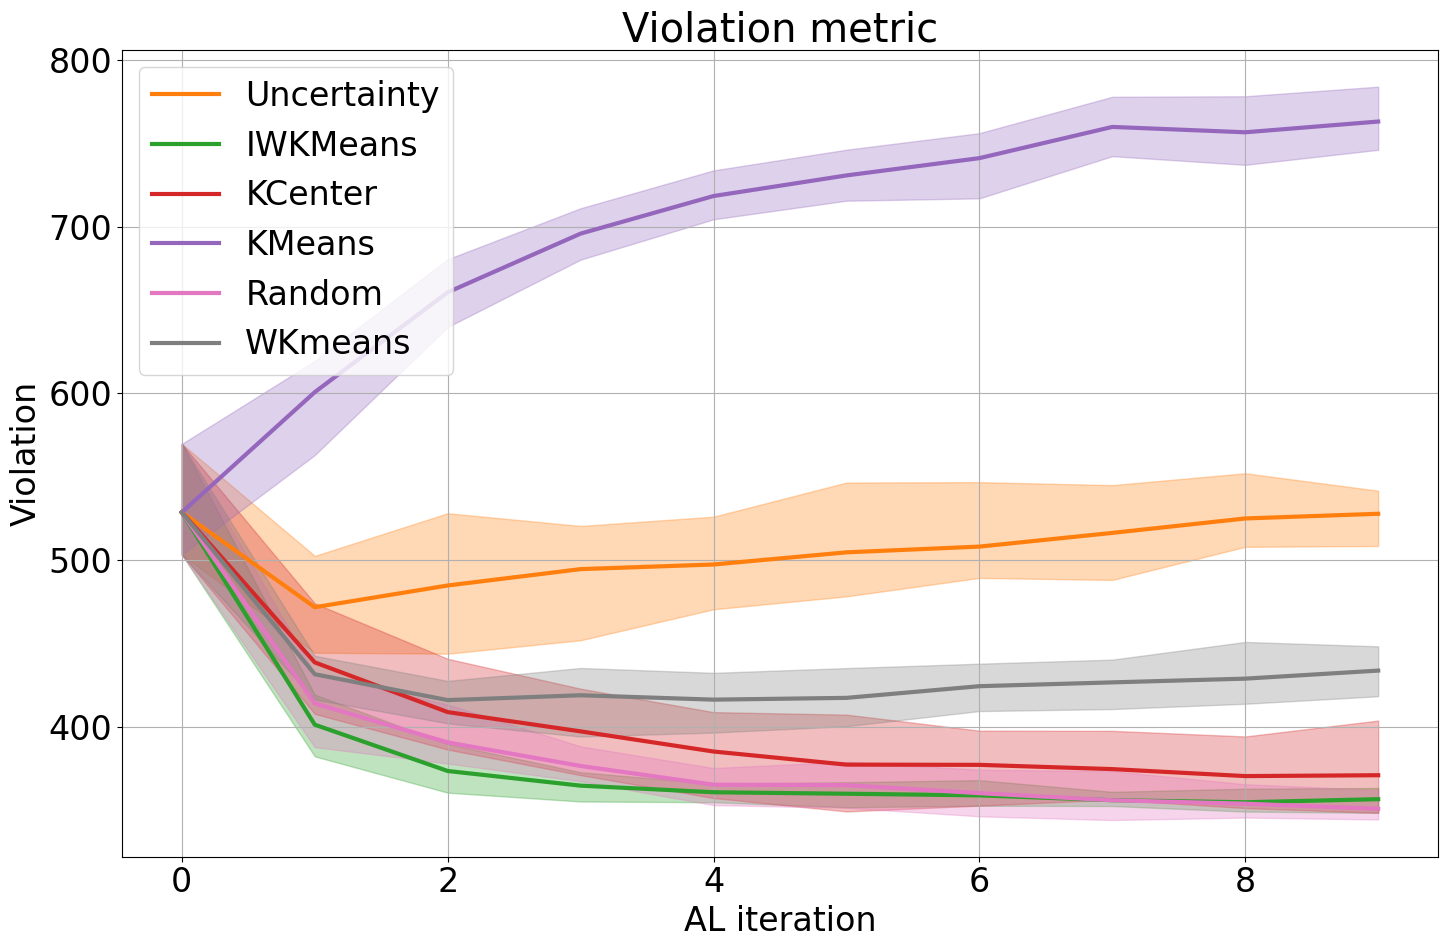 Violation metric
800
700
600
500
400
Violation
Uncertainty
IWKMeans
KCenter
KMeans
Random
WKmeans
0 2 4 6 8
AL iteration